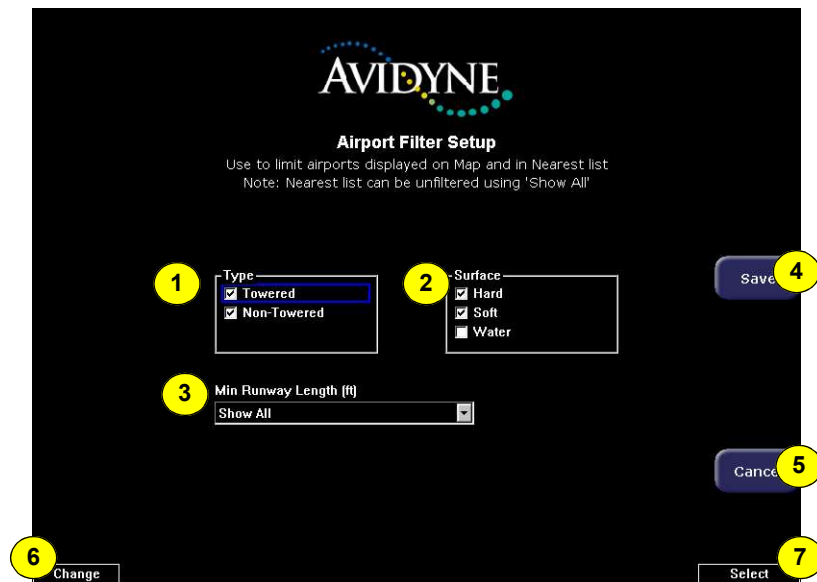 AVIDYNE
Airport Filter Setup
Use to limit airports displayed on Map and in Nearest list
Note: Nearest list can be unfiltered using 'Show All'
1
Type
Towered
Non-Towered
2
Surface
Hard
Soft
Water
Save
4
3
Min Runway Length (ft)
Show All
Cance
5
6
Change
7
Select